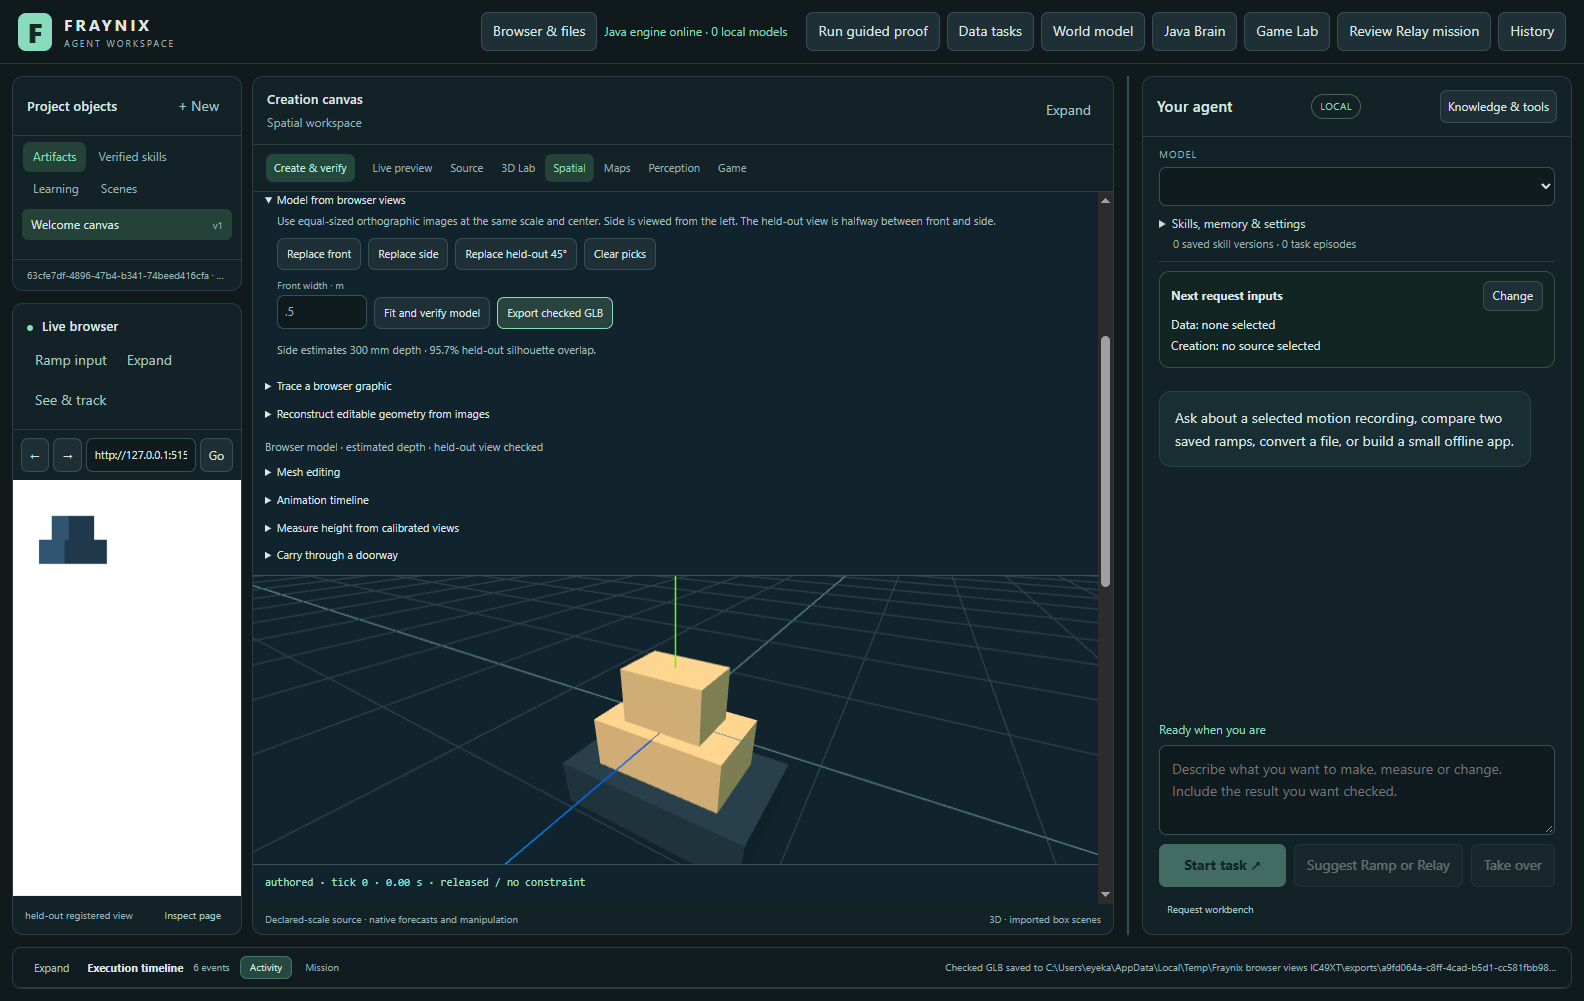 F
FRAYNIX
AGENT WORKSPACE
Browser & files
Java engine online · 0 local models
Run guided proof
Data tasks
World model
Java Brain
Game Lab
Review Relay mission
History
Project objects
+ New
Artifacts
Verified skills
Learning
Scenes
Welcome canvas
v1
63cfe7df-4896-47b4-b341-74beed416cfa · ...
Live browser
Ramp input
Expand
See & track
←
→
http://127.0.0.1:515
Go
held-out registered view
Inspect page
Creation canvas
Spatial workspace
Expand
Create & verify
Live preview
Source
3D Lab
Spatial
Maps
Perception
Game
▼ Model from browser views
Use equal-sized orthographic images at the same scale and center. Side is viewed from the left. The held-out view is halfway between front and side.
Replace front
Replace side
Replace held-out 45°
Clear picks
Front width · m
.5
Fit and verify model
Export checked GLB
Side estimates 300 mm depth · 95.7% held-out silhouette overlap.
▶ Trace a browser graphic
▶ Reconstruct editable geometry from images
Browser model · estimated depth · held-out view checked
▶ Mesh editing
▶ Animation timeline
▶ Measure height from calibrated views
▶ Carry through a doorway
authored · tick 0 · 0.00 s · released / no constraint
Declared-scale source · native forecasts and manipulation
3D · imported box scenes
Your agent
LOCAL
Knowledge & tools
MODEL
▶ Skills, memory & settings
0 saved skill versions · 0 task episodes
Next request inputs
Change
Data: none selected
Creation: no source selected
Ask about a selected motion recording, compare two
saved ramps, convert a file, or build a small offline app.
Ready when you are
Describe what you want to make, measure or change.
Include the result you want checked.
Start task ↗
Suggest Ramp or Relay
Take over
Request workbench
Expand
Execution timeline
6 events
Activity
Mission
Checked GLB saved to C:\Users\eyeka\AppData\Local\Temp\Fraynix browser views IC49XT\exports\a9fd064a-c8ff-4cad-b5d1-cc581fbb98...